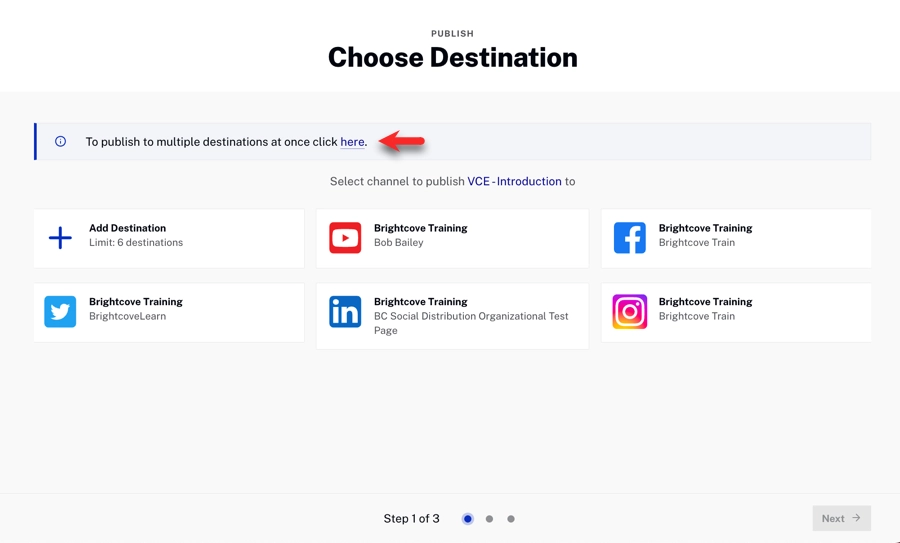 PUBLISH
Choose Destination
To publish to multiple destinations at once click here.
Select channel to publish VCE - Introduction to
Add Destination
Limit: 6 destinations
Brightcove Training
Bob Bailey
Brightcove Training
Brightcove Train
Brightcove Training
BrightcoveLearn
in
Brightcove Training
BC Social Distribution Organizational Test
Page
Brightcove Training
Brightcove Train
Step 1 of 3
Next